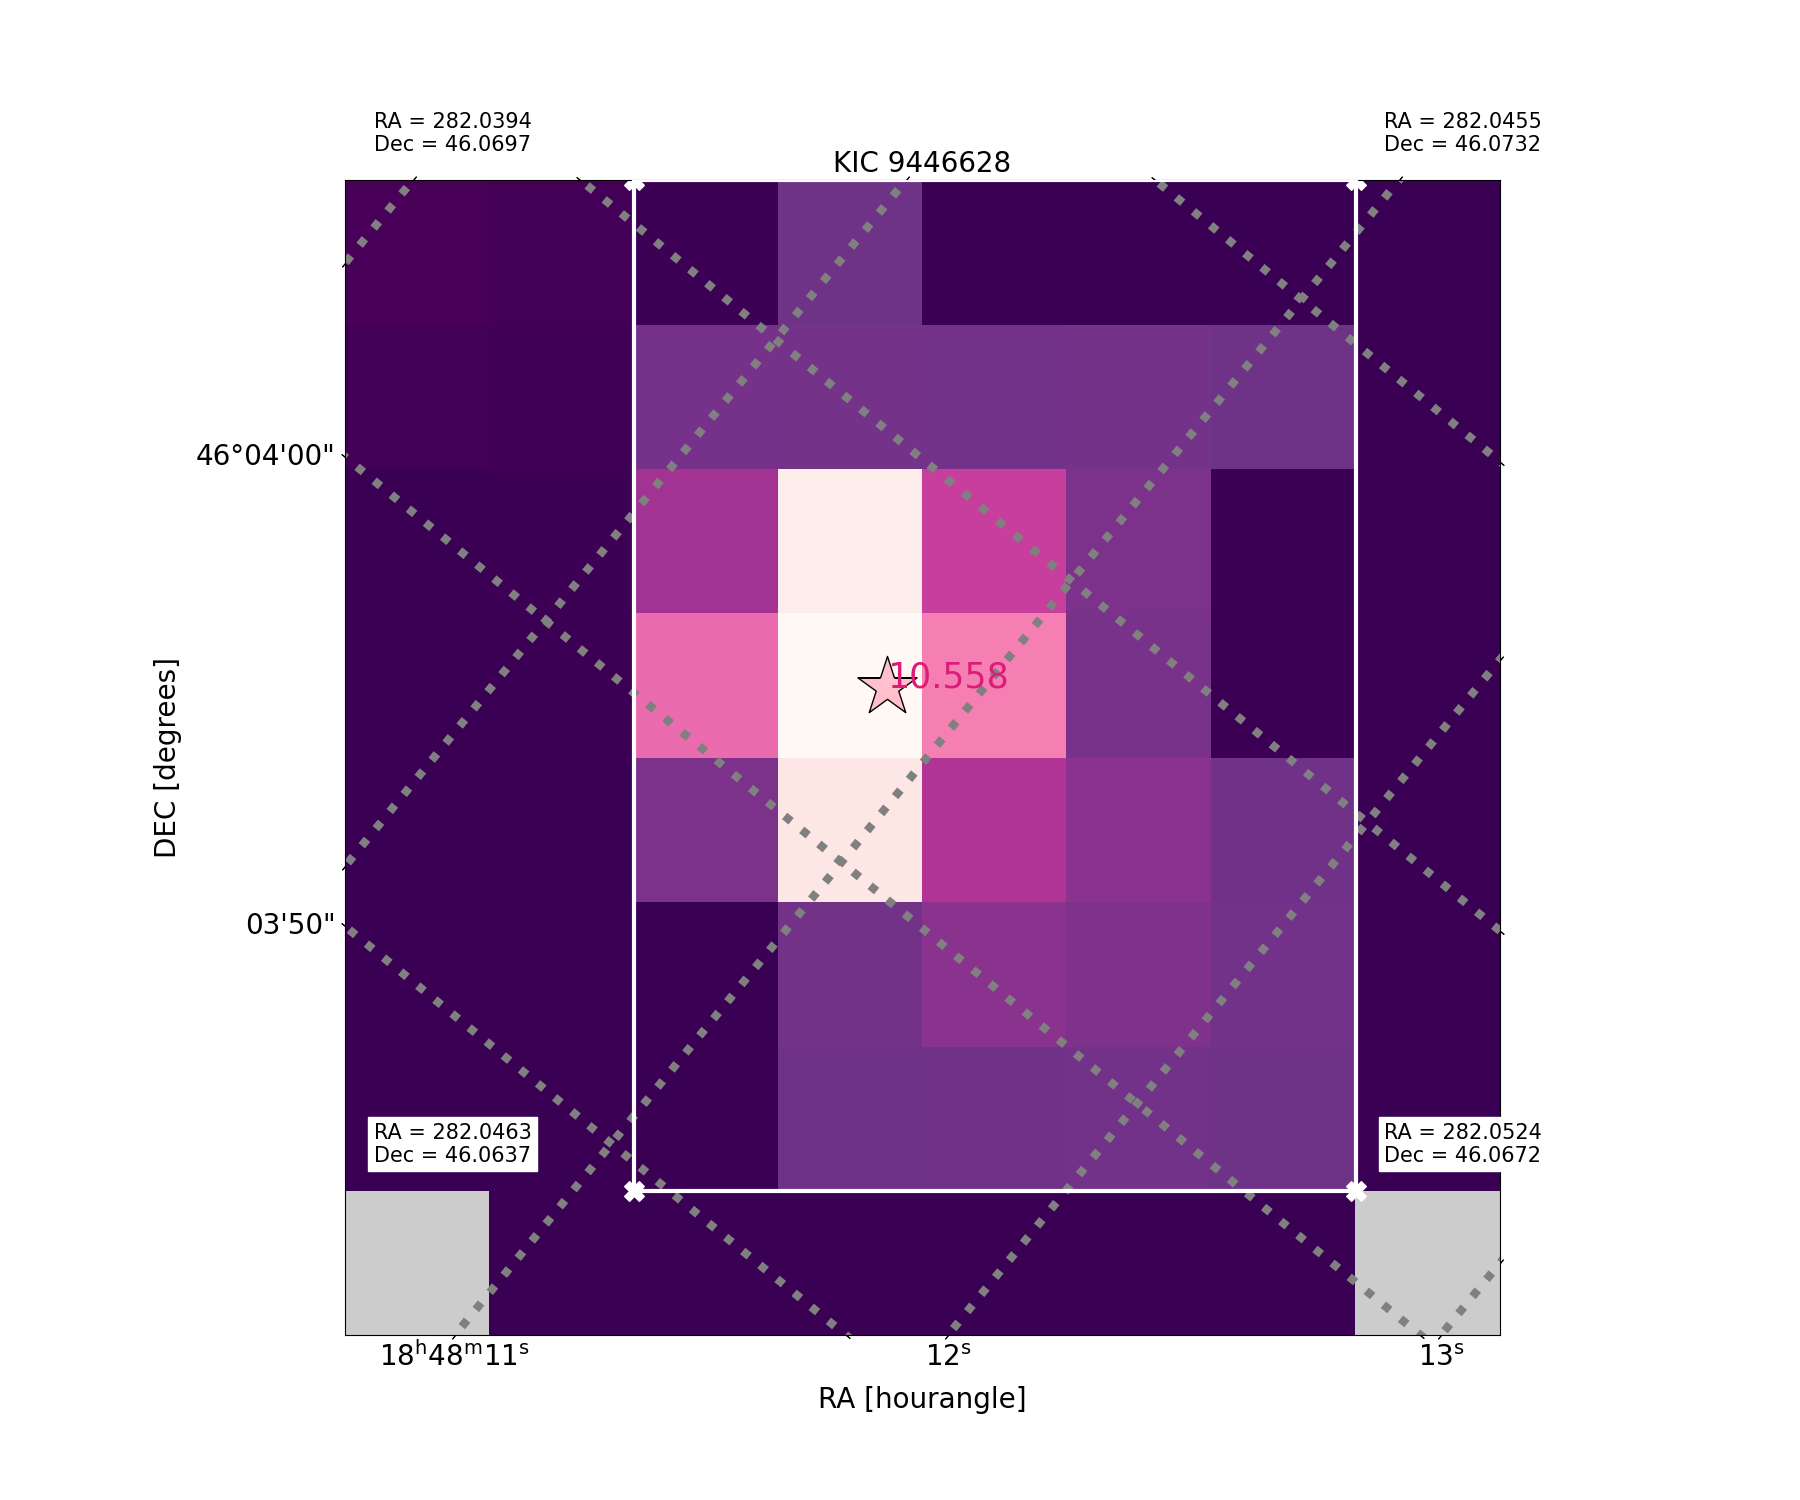 RA = 282.0394
Dec = 46.0697
RA = 282.0455
Dec = 46.0732
KIC 9446628
46°04'00"
10.558
DEC [degrees]
03'50"
RA = 282.0463
Dec = 46.0637
RA = 282.0524
Dec = 46.0672
18ʰ48ᵐ11ˢ
12ˢ
13ˢ
RA [hourangle]